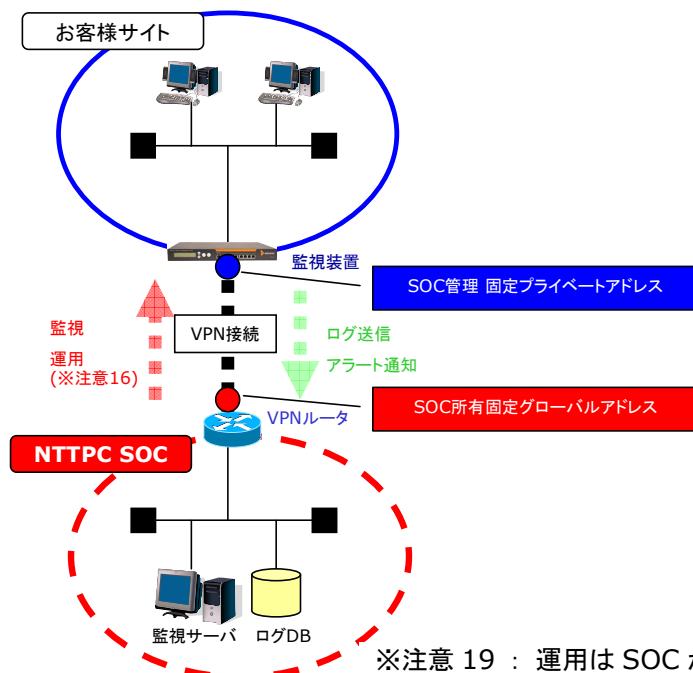 お客様サイト
監視装置
SOC管理 固定プライベートアドレス
監視
運用
(※注意16)
VPN接続
ログ送信
アラート通知
SOC所有固定グローバルアドレス
VPNルータ
NTTPC SOC
監視サーバ
ログDB
※注意 19 : 運用は SOC